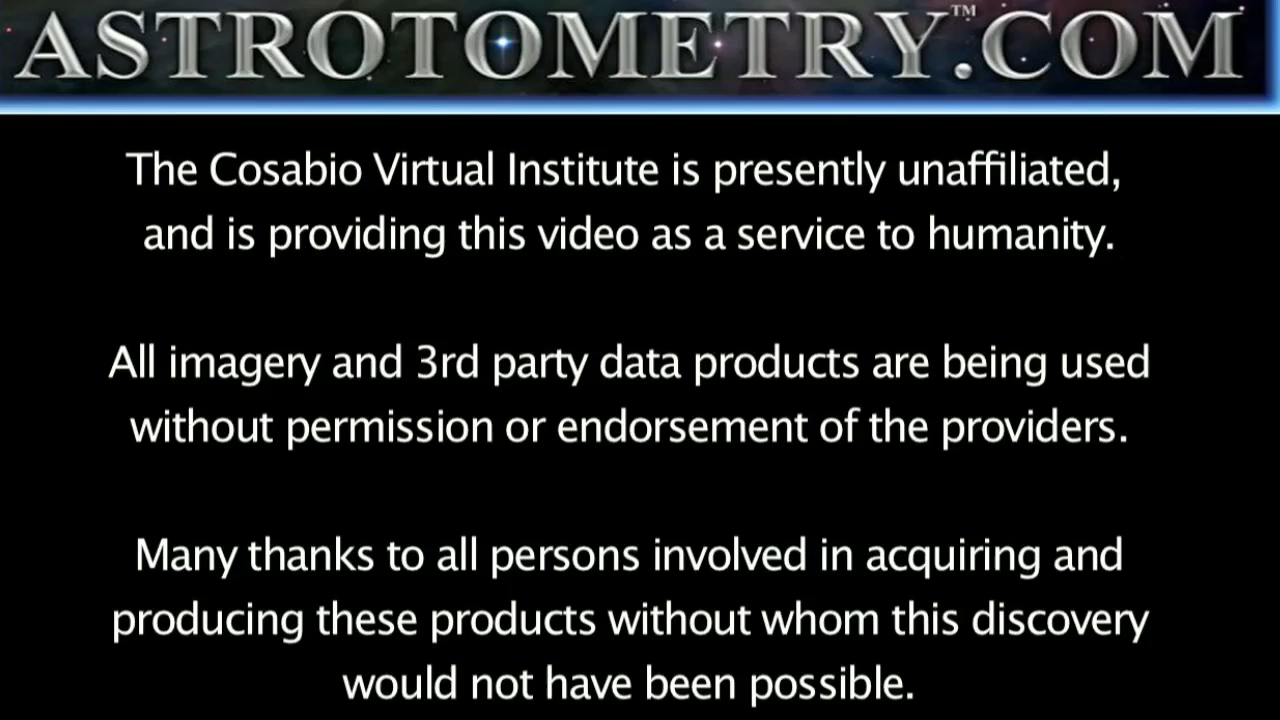 ASTROTOMETRY™.COM
The Cosabio Virtual Institute is presently unaffiliated,
and is providing this video as a service to humanity.
All imagery and 3rd party data products are being used
without permission or endorsement of the providers.
Many thanks to all persons involved in acquiring and
producing these products without whom this discovery
would not have been possible.